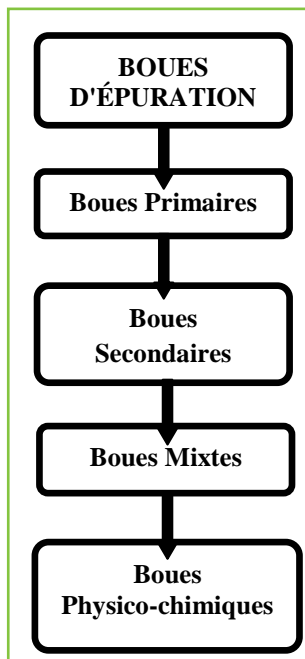 BOUES
D'ÉPURATION
Boues Primaires
Boues
Secondaires
Boues Mixtes
Boues
Physico-chimiques